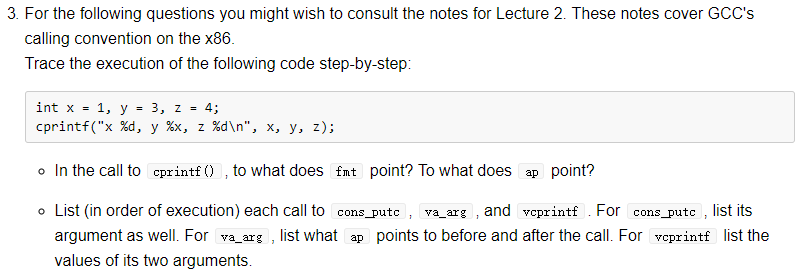 3. For the following questions you might wish to consult the notes for Lecture 2. These notes cover GCC's
calling convention on the x86.
Trace the execution of the following code step-by-step:
int x = 1, y = 3, z = 4;
cprintf("x %d, y %x, z %d\n", x, y, z);
○ In the call to cprintf() , to what does fmt point? To what does ap point?
○ List (in order of execution) each call to cons_putc , va_arg , and vcprintf . For cons_putc , list its
argument as well. For va_arg , list what ap points to before and after the call. For vcprintf list the
values of its two arguments.